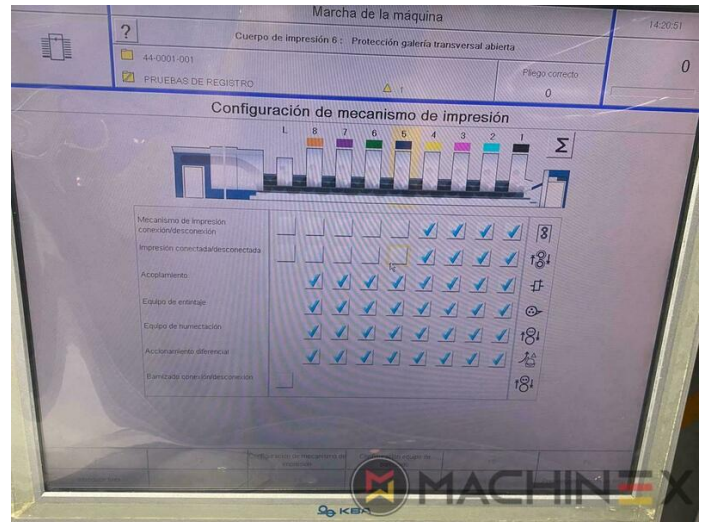 Marcha de la máquina
14:20:51
?
Cuerpo de impresión 6 : Protección galería transversal abierta
0
44-0001-001
PRUEBAS DE REGISTRO
1
Pliego correcto
0
Configuración de mecanismo de impresión
L 8 7 6 5 4 3 2 1 Σ
Mecanismo de impresión
conexión/desconexión
Impresión conectada/desconectada
Acoplamiento
Equipo de entintaje
Equipo de humectación
Accionamiento diferencial
Barnizado conexión/desconexión
Configuración de mecanismo de
KBA
MACHINEX